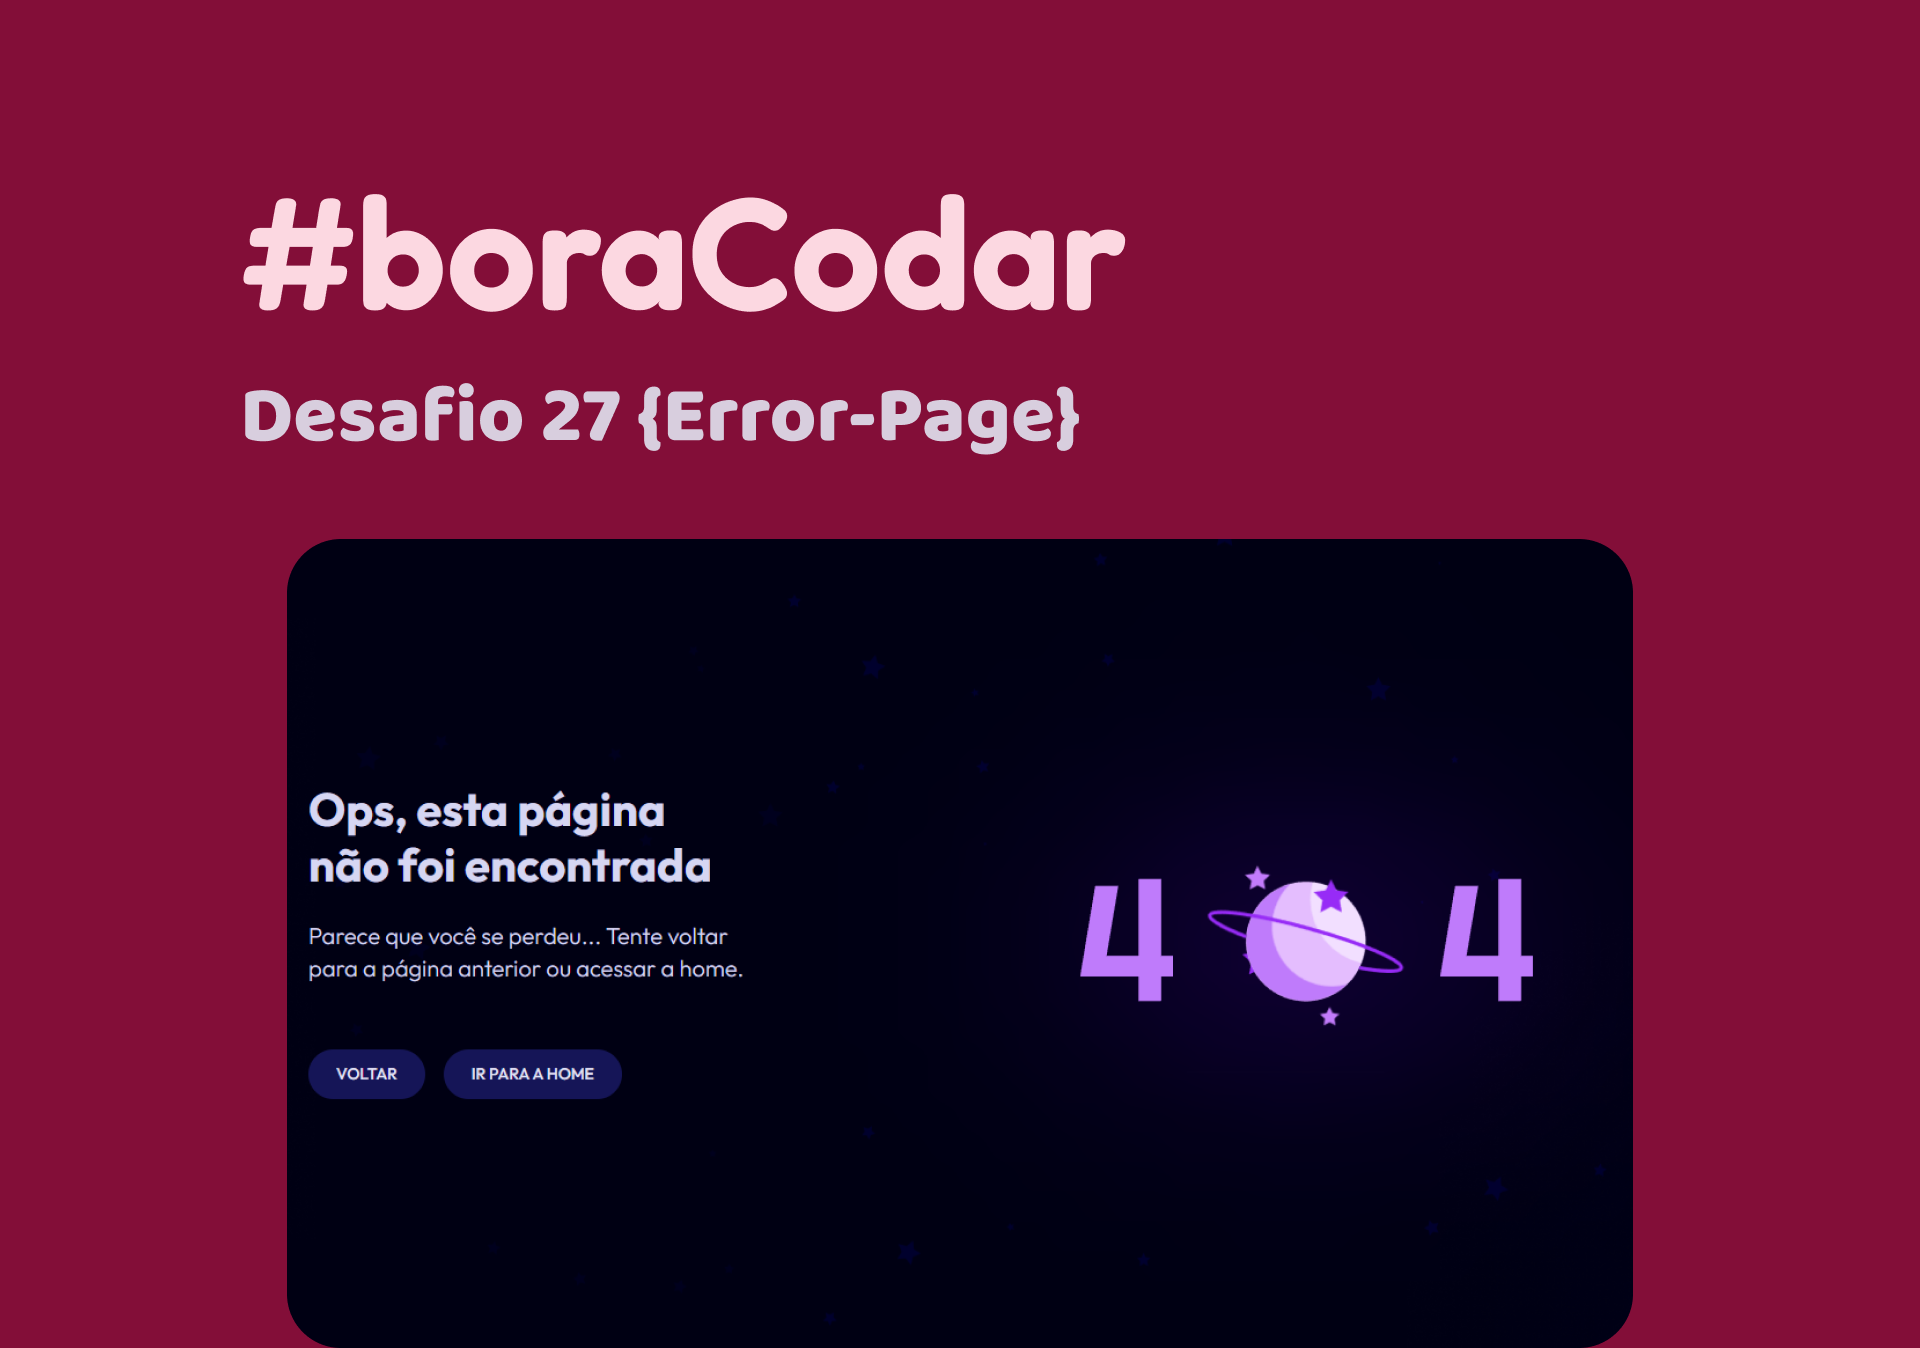 #boraCodar
Desafio 27 {Error-Page}
Ops, esta página
não foi encontrada
Parece que você se perdeu... Tente voltar
para a página anterior ou acessar a home.
VOLTAR
IR PARA A HOME
4 4